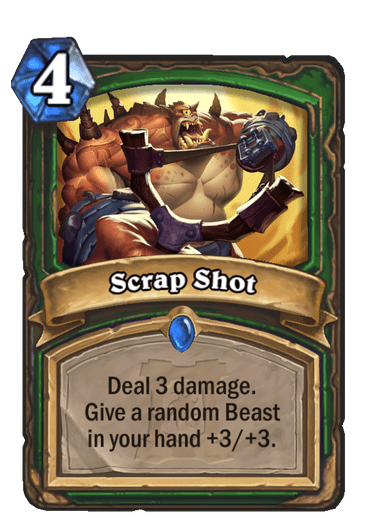 4
Scrap Shot
Deal 3 damage.
Give a random Beast
in your hand +3/+3.